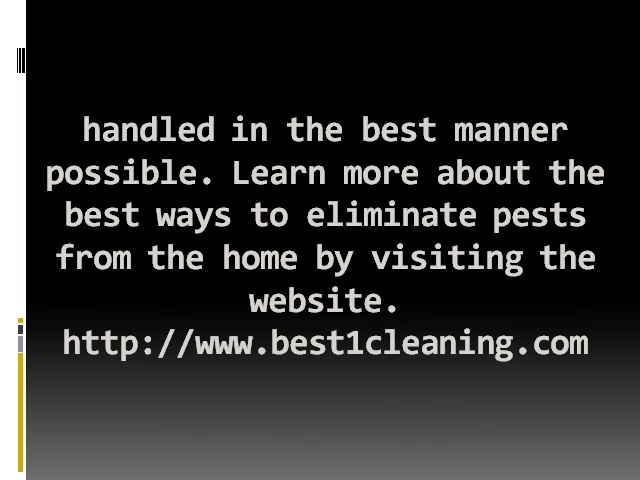 handled in the best manner
possible. Learn more about the
best ways to eliminate pests
from the home by visiting the
website.
http://www.best1cleaning.com